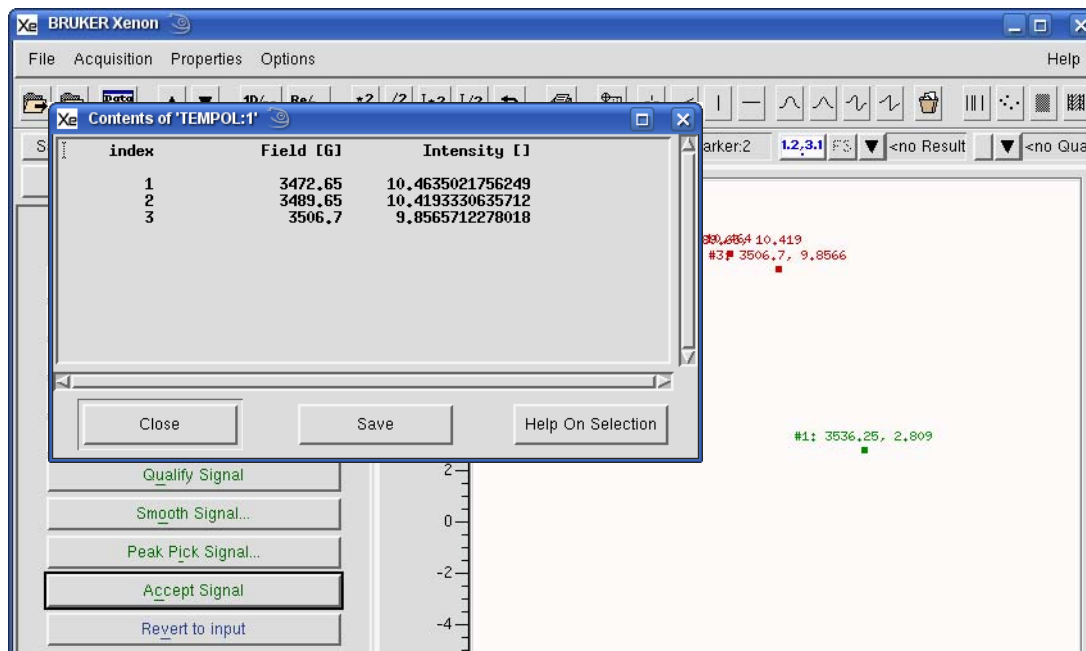 BRUKER Xenon
File Acquisition Properties Options Help
Contents of 'TEMPOL:1'
arker:2 1.2,3.1 FS <no Result <no Qua
index Field [G] Intensity []
1 3472.65 10.4635021756249
2 3489.65 10.4193330635712
3 3506.7 9.8565712278018
10.419
#3: 3506.7, 9.8566
Close Save Help On Selection
#1: 3536.25, 2.809
Qualify Signal
2
Smooth Signal...
0
Peak Pick Signal...
-2
Accept Signal
-4
Revert to input